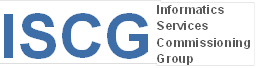 ISCG
Informatics
Services
Commissioning
Group